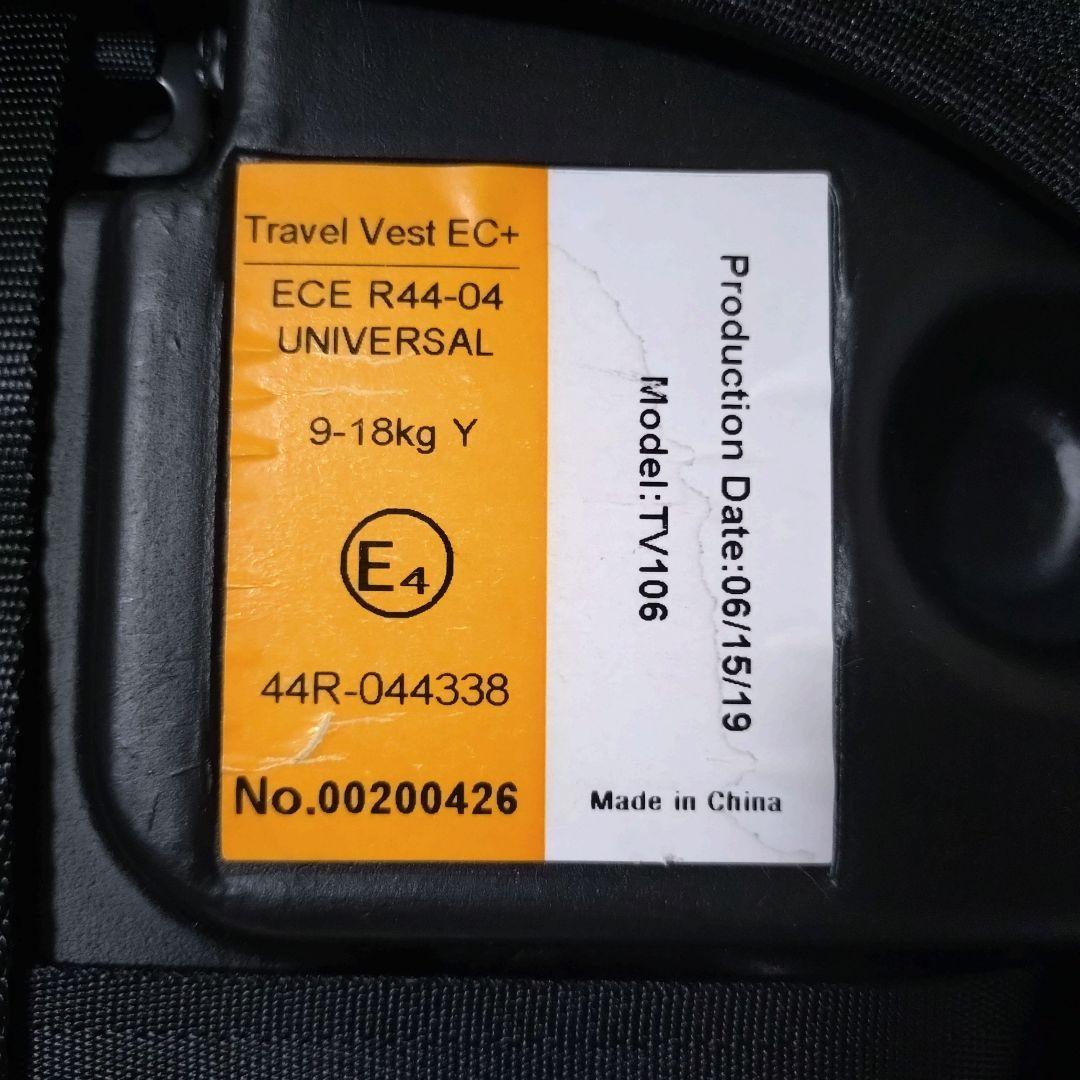 Travel Vest EC+
ECE R44-04
UNIVERSAL
9-18kg Y
E4
44R-044338
No.00200426
Production Date:06/15/19
Model:TV106
Made in China